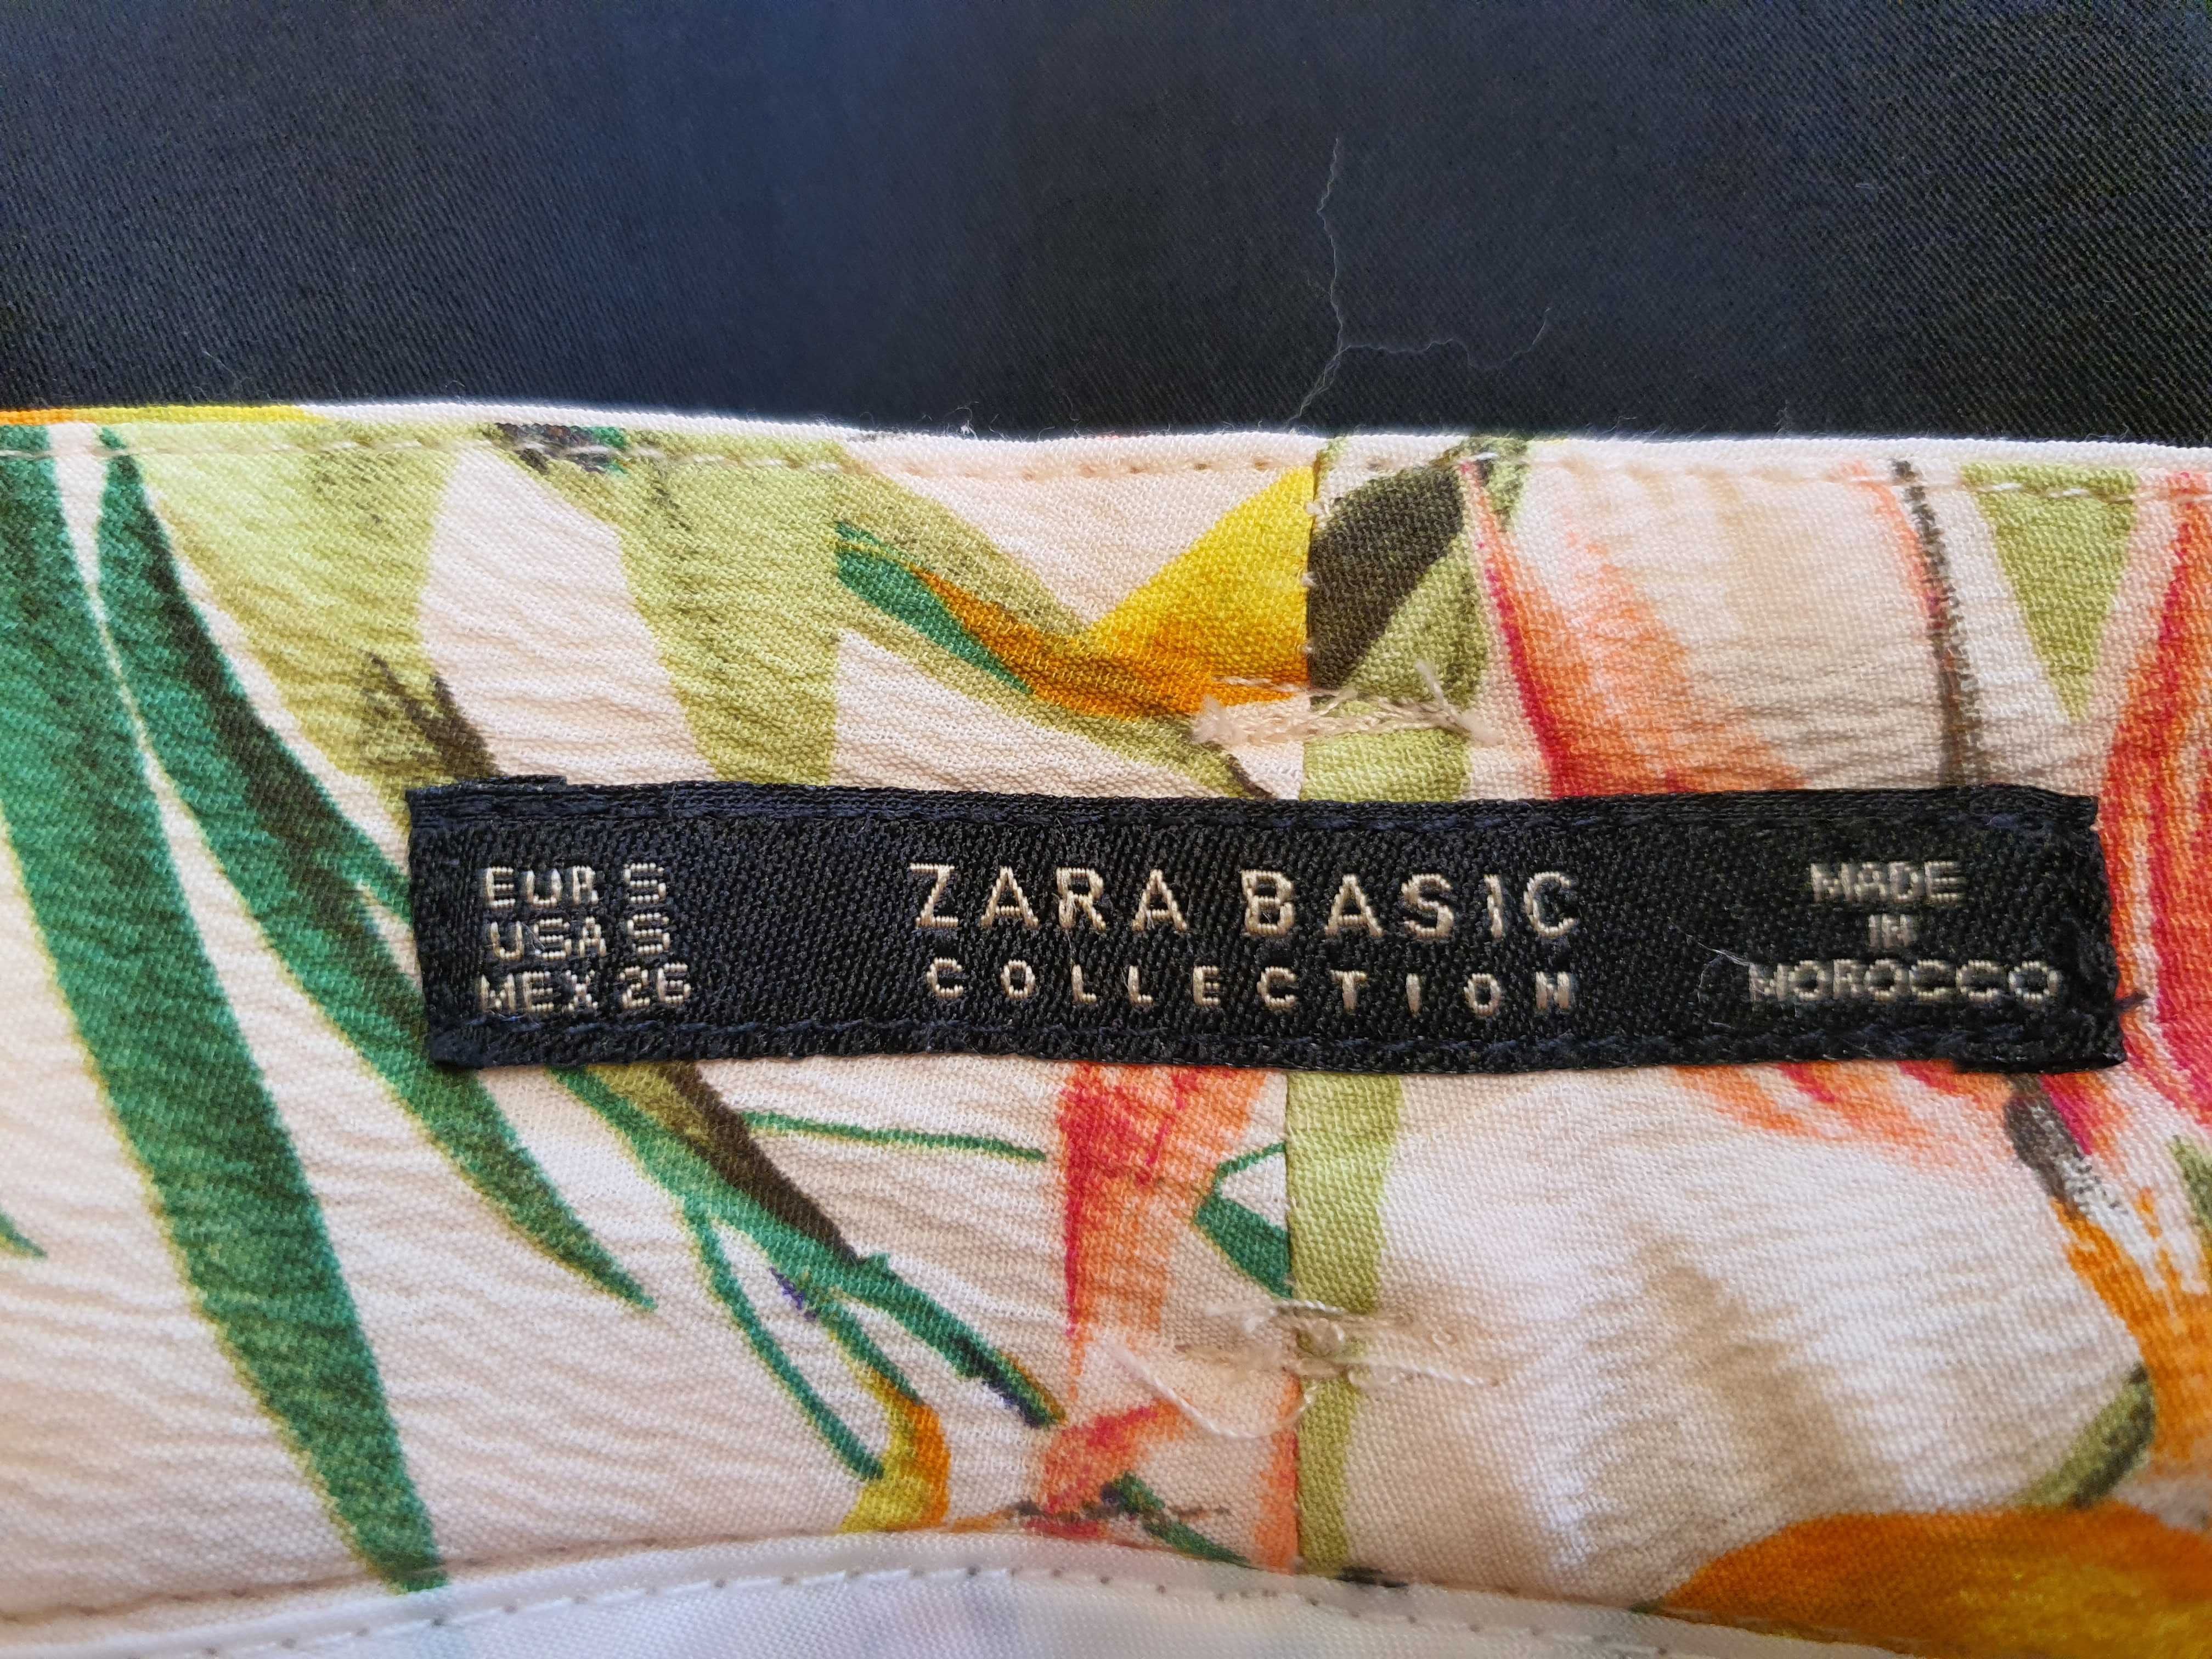 EUR S
USA S
MEX 26
ZARA BASIC
COLLECTION
MADE
IN
MOROCCO